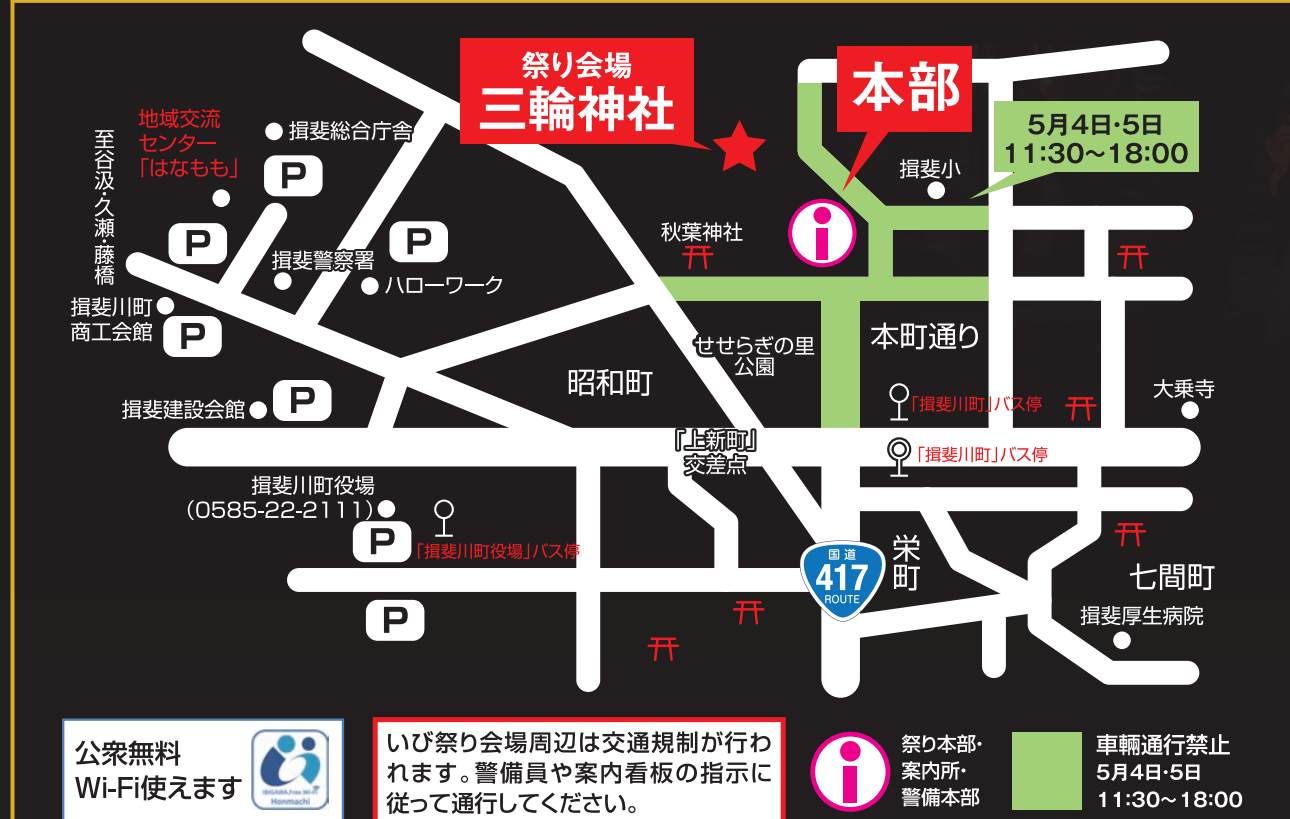 祭り会場
三輪神社
本部
5月4日・5日
11:30〜18:00
地域交流
センター
「はなもも」
揖斐総合庁舎
P
至谷汲・久瀬・藤橋
揖斐小
秋葉神社
P
P
揖斐警察署
ハローワーク
揖斐川町
商工会館
P
せせらぎの里
公園
本町通り
昭和町
揖斐建設会館
P
「揖斐川町」バス停
大乗寺
「上新町」
交差点
「揖斐川町」バス停
揖斐川町役場
(0585-22-2111)
P
「揖斐川町役場」バス停
国道
417
ROUTE
栄町
七間町
P
揖斐厚生病院
公衆無料
Wi-Fi使えます
IBIGAWA.Free.Wi-Fi
Honmachi
いび祭り会場周辺は交通規制が行わ
れます。警備員や案内看板の指示に
従って通行してください。
祭り本部・
案内所・
警備本部
車輌通行禁止
5月4日・5日
11:30〜18:00